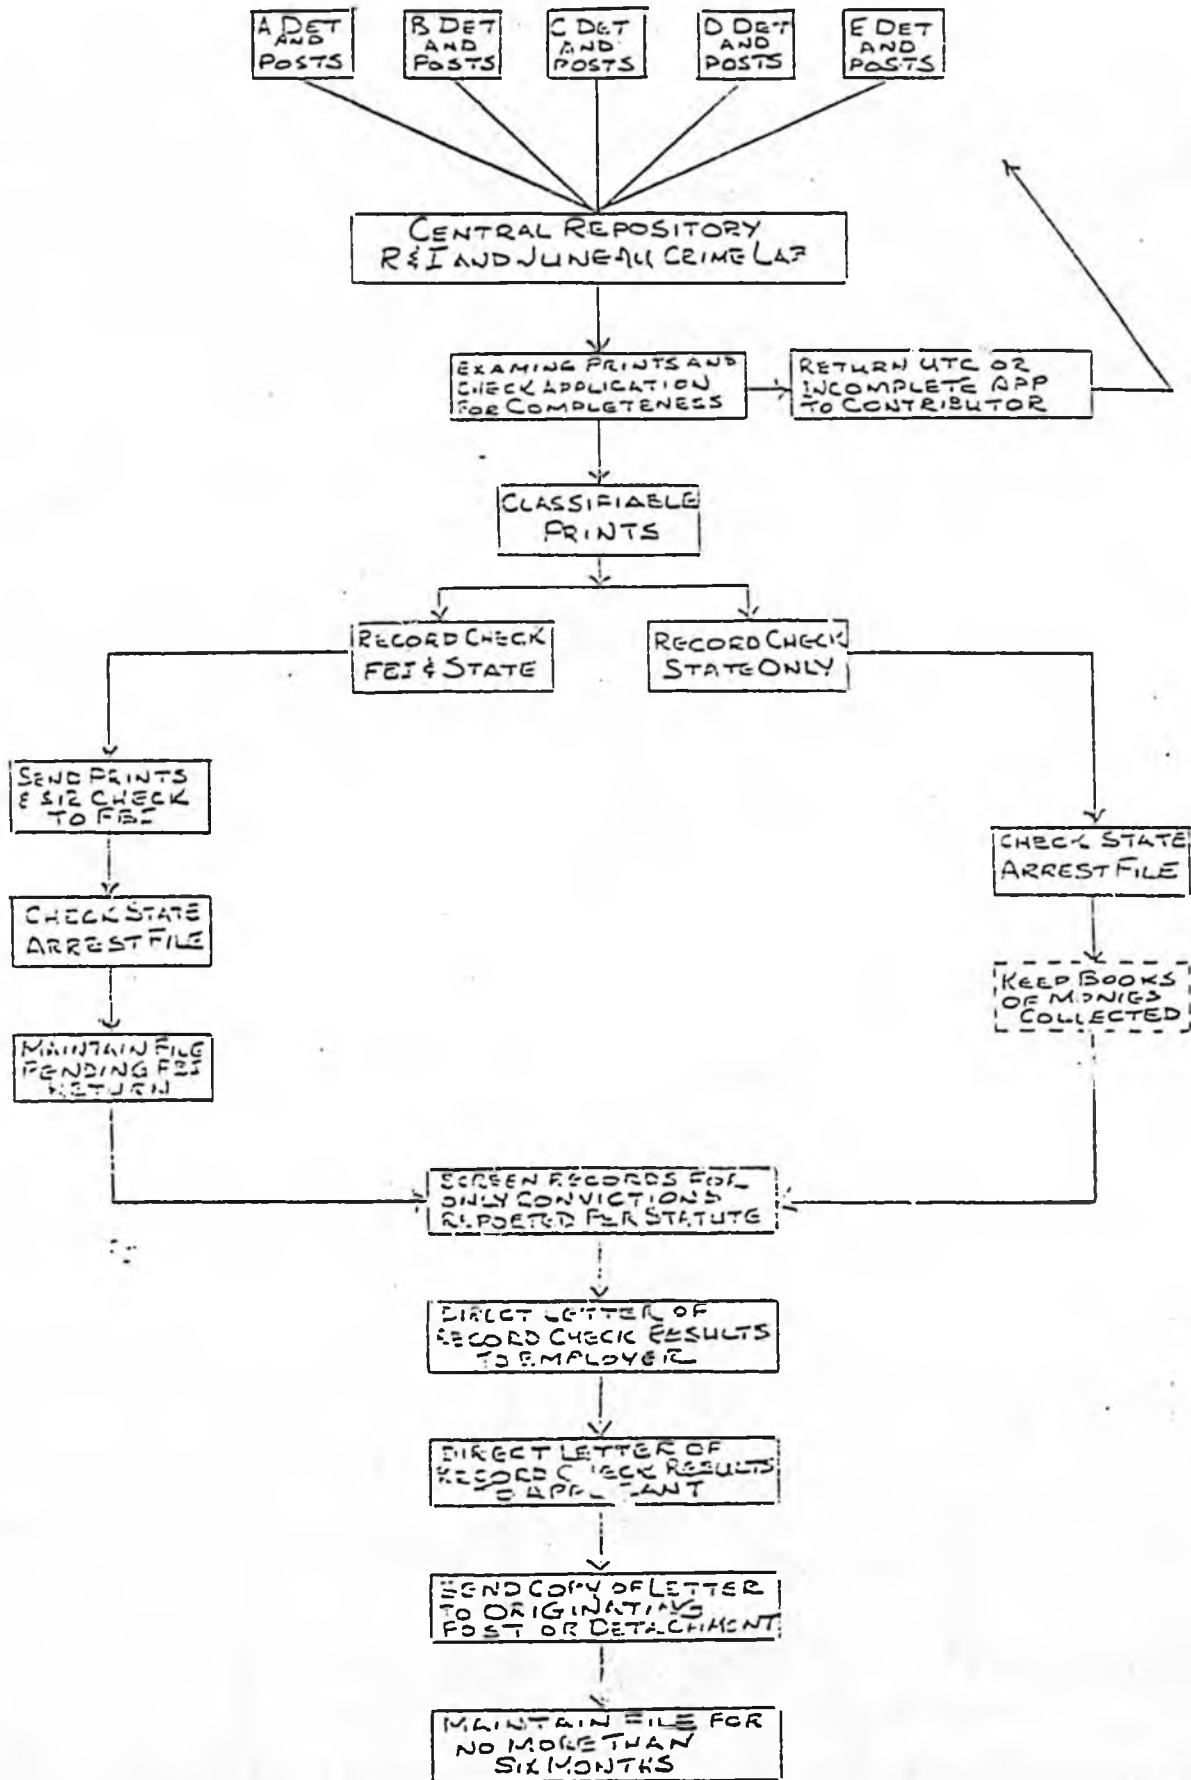 A DET
AND
POSTS
B DET
AND
POSTS
C DET
AND
POSTS
D DET
AND
POSTS
E DET
AND
POSTS
CENTRAL REPOSITORY
R&I AND JUNEAU CRIME LAB
EXAMINE PRINTS AND
CHECK APPLICATION
FOR COMPLETENESS
RETURN UTC OR
INCOMPLETE APP
TO CONTRIBUTOR
CLASSIFIABLE
PRINTS
RECORD CHECK
FBI & STATE
RECORD CHECK
STATE ONLY
SEND PRINTS
& $12 CHECK
TO FBI
CHECK STATE
ARREST FILE
CHECK STATE
ARREST FILE
KEEP BOOKS
OF MONIES
COLLECTED
MAINTAIN FILE
PENDING FBI
RETURN
SCREEN RECORDS FOR
ONLY CONVICTIONS
REPORTED PER STATUTE
DIRECT LETTER OF
RECORD CHECK RESULTS
TO EMPLOYER
DIRECT LETTER OF
RECORD CHECK RESULTS
TO APPLICANT
SEND COPY OF LETTER
TO ORIGINATING
POST OR DETACHMENT
MAINTAIN FILE FOR
NO MORE THAN
SIX MONTHS